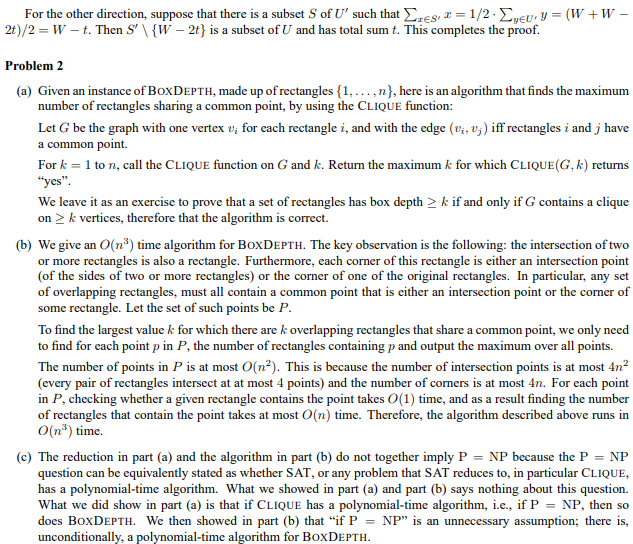 For the other direction, suppose that there is a subset S of U′ such that ∑x∈S′ x = 1/2 · ∑y∈U′ y = (W + W −
2t)/2 = W − t. Then S′ \ {W − 2t} is a subset of U and has total sum t. This completes the proof.
Problem 2
(a) Given an instance of BOXDEPTH, made up of rectangles {1, . . . , n}, here is an algorithm that finds the maximum
number of rectangles sharing a common point, by using the CLIQUE function:
Let G be the graph with one vertex vi for each rectangle i, and with the edge (vi, vj) iff rectangles i and j have
a common point.
For k = 1 to n, call the CLIQUE function on G and k. Return the maximum k for which CLIQUE(G, k) returns
“yes”.
We leave it as an exercise to prove that a set of rectangles has box depth ≥ k if and only if G contains a clique
on ≥ k vertices, therefore that the algorithm is correct.
(b) We give an O(n³) time algorithm for BOXDEPTH. The key observation is the following: the intersection of two
or more rectangles is also a rectangle. Furthermore, each corner of this rectangle is either an intersection point
(of the sides of two or more rectangles) or the corner of one of the original rectangles. In particular, any set
of overlapping rectangles, must all contain a common point that is either an intersection point or the corner of
some rectangle. Let the set of such points be P.
To find the largest value k for which there are k overlapping rectangles that share a common point, we only need
to find for each point p in P, the number of rectangles containing p and output the maximum over all points.
The number of points in P is at most O(n²). This is because the number of intersection points is at most 4n²
(every pair of rectangles intersect at at most 4 points) and the number of corners is at most 4n. For each point
in P, checking whether a given rectangle contains the point takes O(1) time, and as a result finding the number
of rectangles that contain the point takes at most O(n) time. Therefore, the algorithm described above runs in
O(n³) time.
(c) The reduction in part (a) and the algorithm in part (b) do not together imply P = NP because the P = NP
question can be equivalently stated as whether SAT, or any problem that SAT reduces to, in particular CLIQUE,
has a polynomial-time algorithm. What we showed in part (a) and part (b) says nothing about this question.
What we did show in part (a) is that if CLIQUE has a polynomial-time algorithm, i.e., if P = NP, then so
does BOXDEPTH. We then showed in part (b) that “if P = NP” is an unnecessary assumption; there is,
unconditionally, a polynomial-time algorithm for BOXDEPTH.